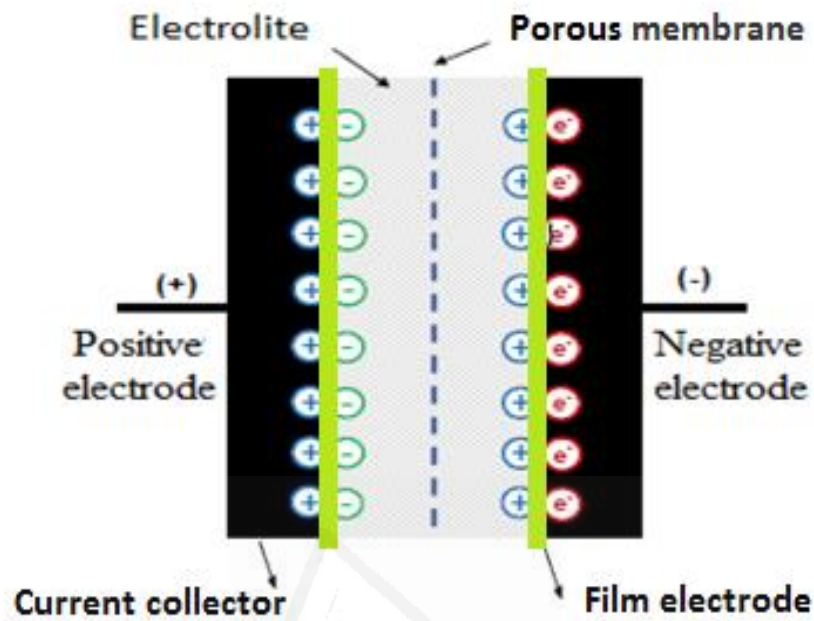 Electrolite
Porous membrane
+ - + e-
+ - + e-
+ - + e-
(+)
(-)
+ - + e-
Positive
electrode
Negative
electrode
+ - + e-
+ - + e-
+ - + e-
+ - + e-
Current collector
Film electrode